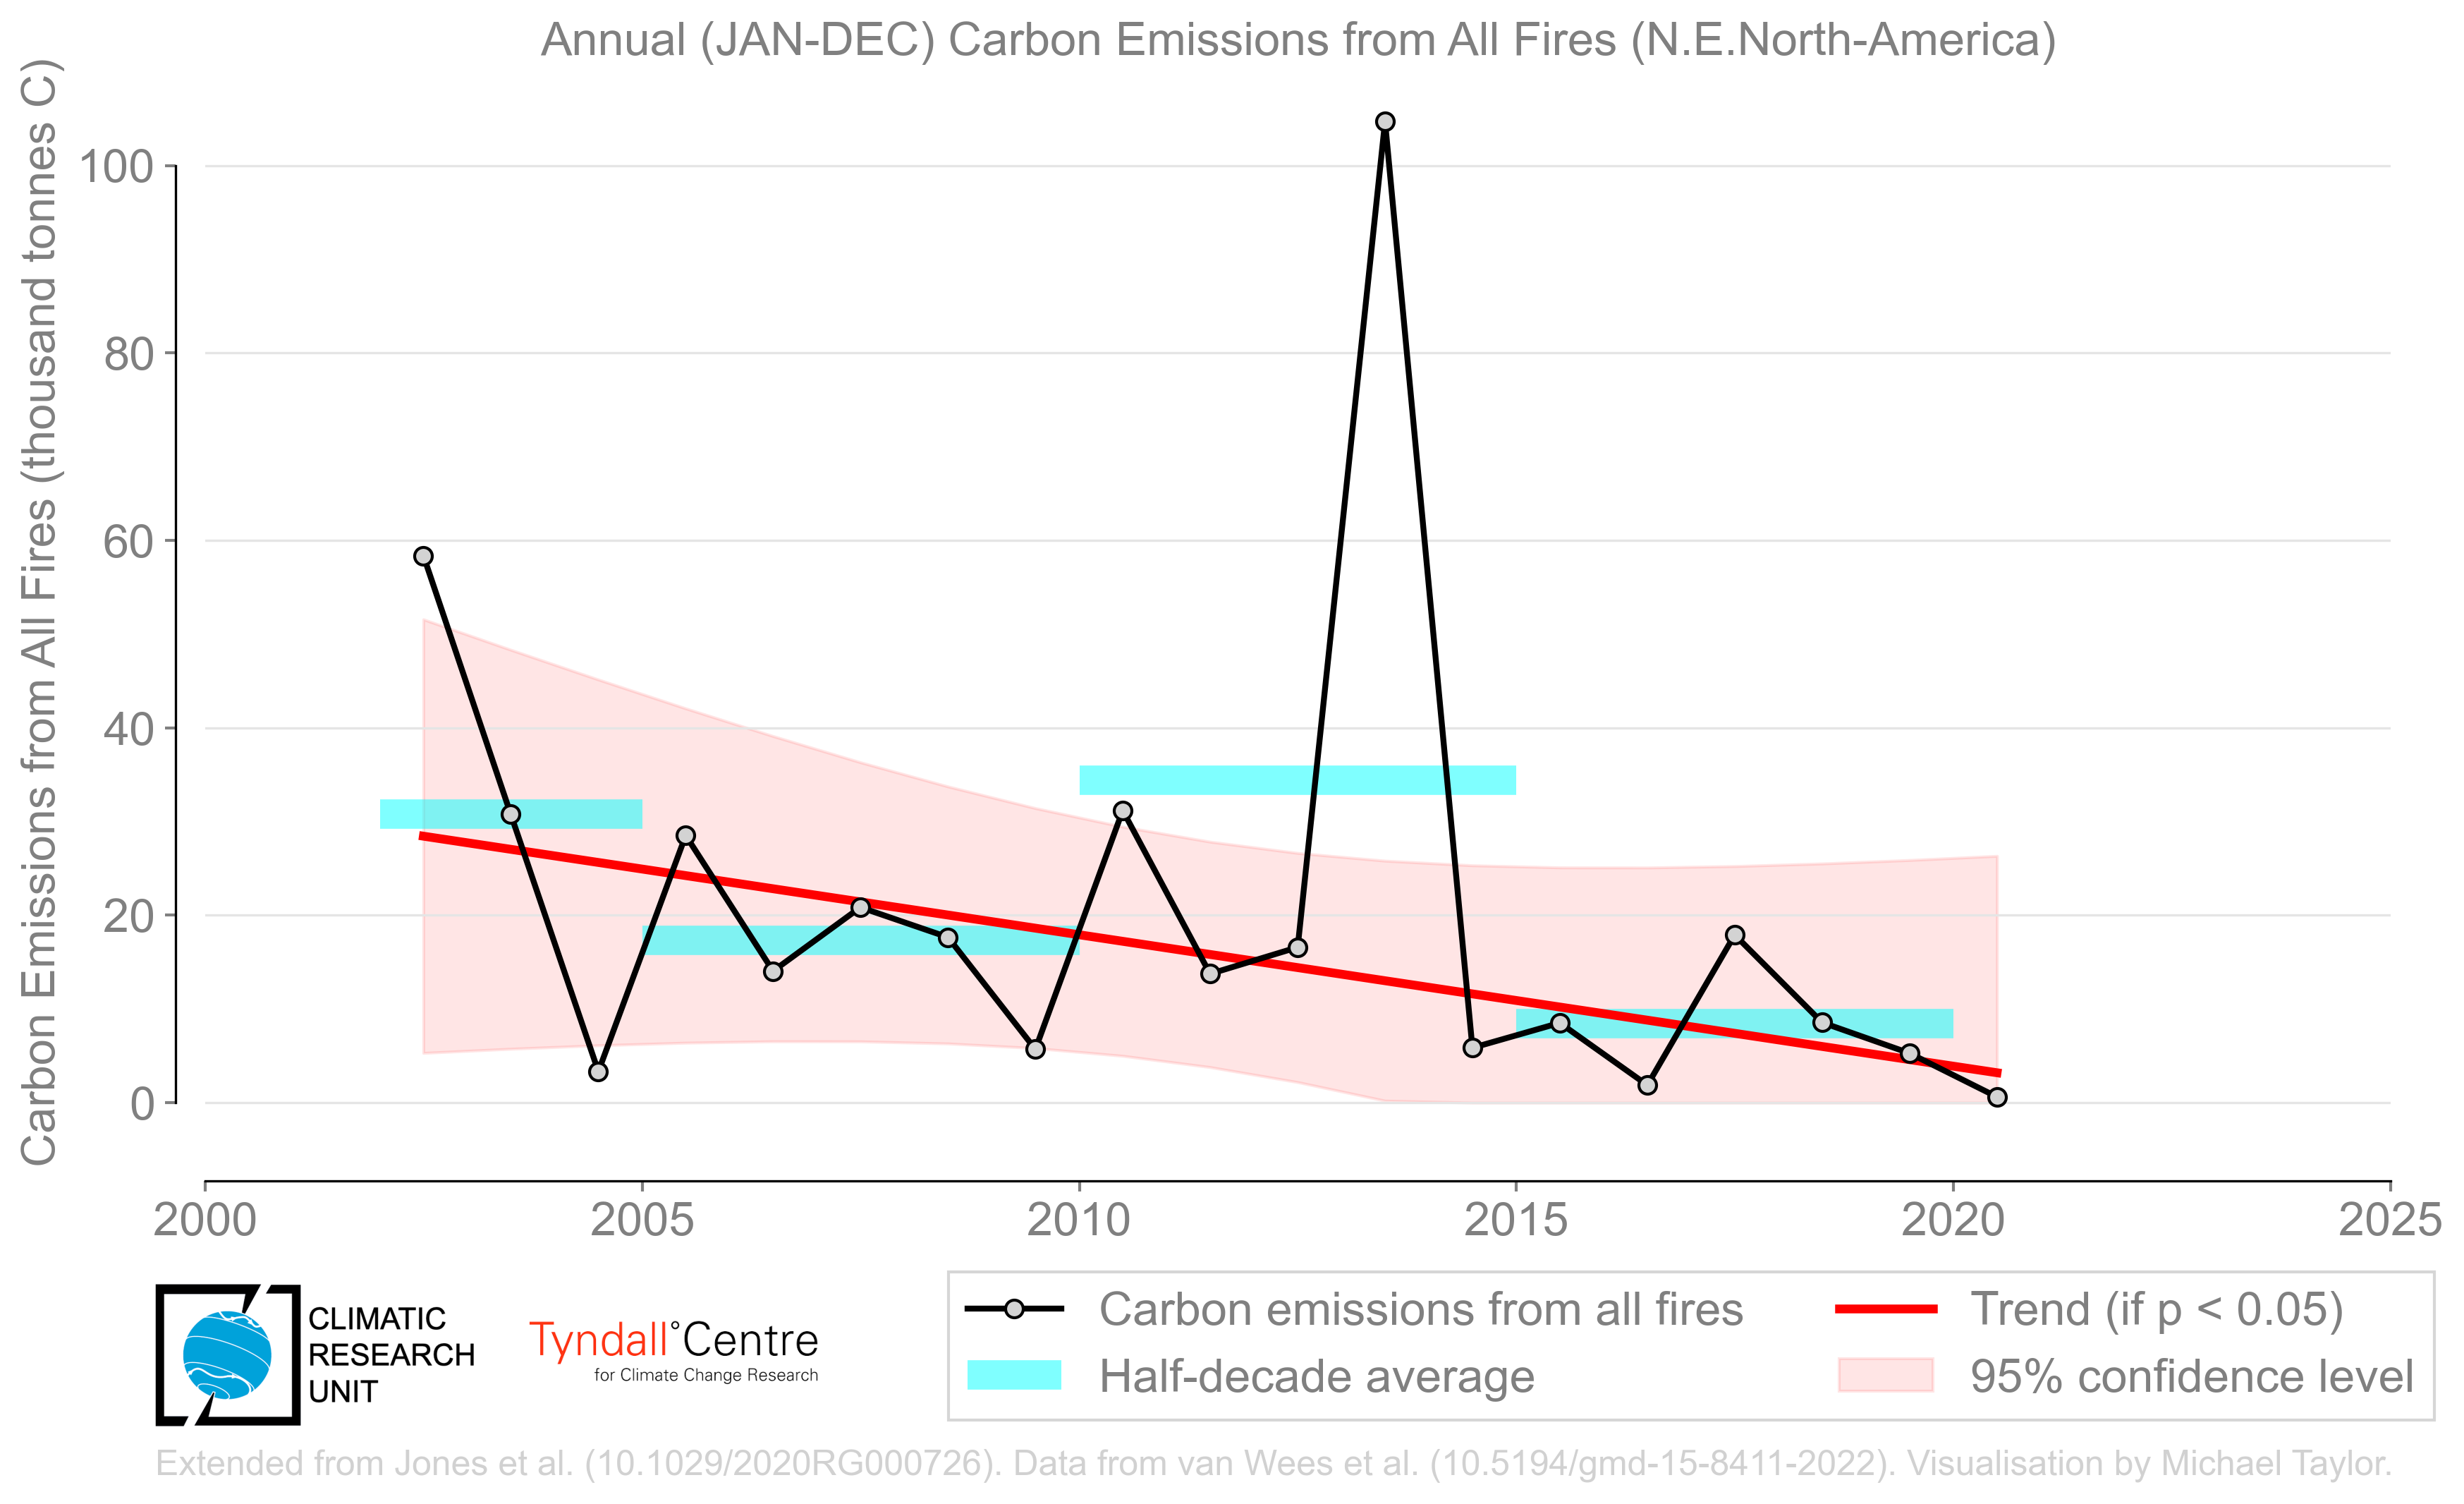 Annual (JAN-DEC) Carbon Emissions from All Fires (N.E.North-America)
Carbon Emissions from All Fires (thousand tonnes C)
100
80
60
40
20
0
2000
2005
2010
2015
2020
2025
Carbon emissions from all fires
Trend (if p < 0.05)
Half-decade average
95% confidence level
CLIMATIC
RESEARCH
UNIT
Tyndall°Centre
for Climate Change Research
Extended from Jones et al. (10.1029/2020RG000726). Data from van Wees et al. (10.5194/gmd-15-8411-2022). Visualisation by Michael Taylor.